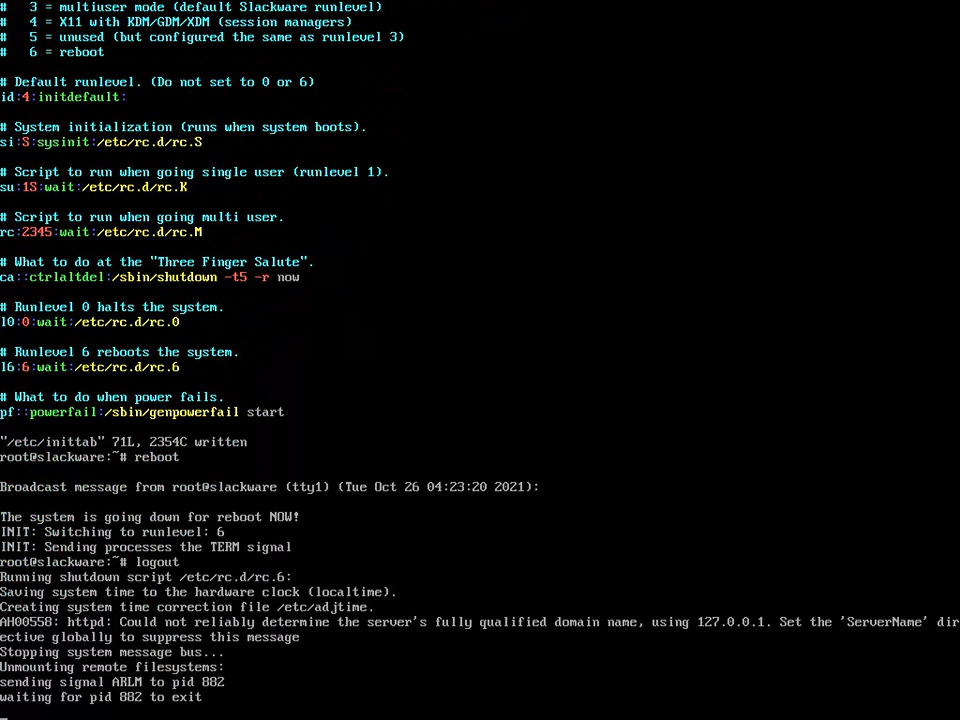 #   3 = multiuser mode (default Slackware runlevel)
#   4 = X11 with KDM/GDM/XDM (session managers)
#   5 = unused (but configured the same as runlevel 3)
#   6 = reboot
# Default runlevel. (Do not set to 0 or 6)
id:4:initdefault:
# System initialization (runs when system boots).
si:S:sysinit:/etc/rc.d/rc.S
# Script to run when going single user (runlevel 1).
su:1S:wait:/etc/rc.d/rc.K
# Script to run when going multi user.
rc:2345:wait:/etc/rc.d/rc.M
# What to do at the "Three Finger Salute".
ca::ctrlaltdel:/sbin/shutdown -t5 -r now
# Runlevel 0 halts the system.
l0:0:wait:/etc/rc.d/rc.0
# Runlevel 6 reboots the system.
l6:6:wait:/etc/rc.d/rc.6
# What to do when power fails.
pf::powerfail:/sbin/genpowerfail start
"/etc/inittab" 71L, 2354C written
root@slackware:~# reboot
Broadcast message from root@slackware (tty1) (Tue Oct 26 04:23:20 2021):
The system is going down for reboot NOW!
INIT: Switching to runlevel: 6
INIT: Sending processes the TERM signal
root@slackware:~# logout
Running shutdown script /etc/rc.d/rc.6:
Saving system time to the hardware clock (localtime).
Creating system time correction file /etc/adjtime.
AH00558: httpd: Could not reliably determine the server's fully qualified domain name, using 127.0.0.1. Set the 'ServerName' dir
ective globally to suppress this message
Stopping system message bus...
Unmounting remote filesystems:
sending signal ARLM to pid 882
waiting for pid 882 to exit